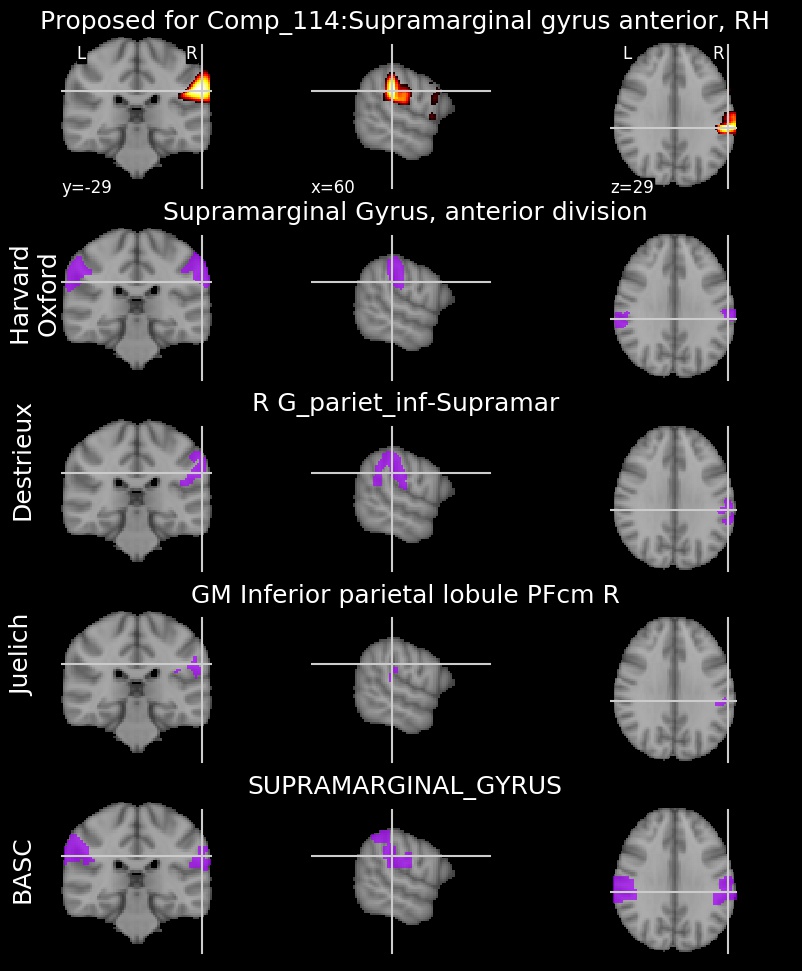 Proposed for Comp_114:Supramarginal gyrus anterior, RH
L R L R
y=-29 x=60 z=29
Supramarginal Gyrus, anterior division
Harvard
Oxford
R G_pariet_inf-Supramar
Destrieux
GM Inferior parietal lobule PFcm R
Juelich
SUPRAMARGINAL_GYRUS
BASC